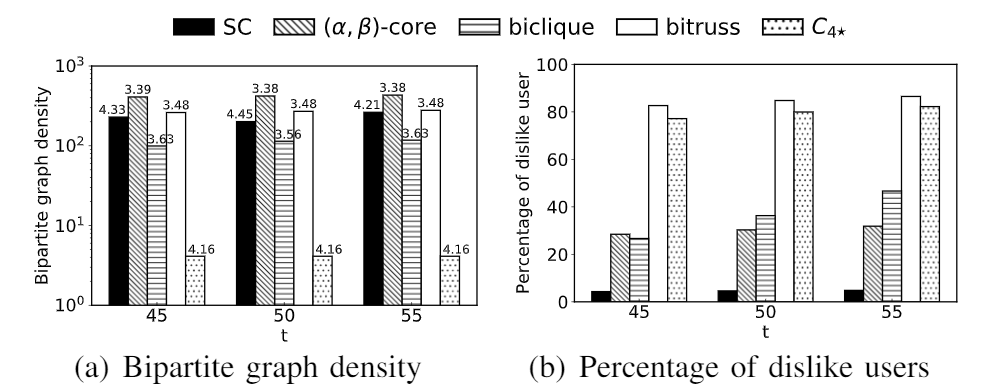 SC (α, β)-core biclique bitruss C4⋆
Bipartite graph density
10³
10²
10¹
10⁰
4.33 3.39 3.63 3.48 4.16
4.45 3.38 3.56 3.48 4.16
4.21 3.38 3.63 3.48 4.16
45 50 55
t
(a) Bipartite graph density
Percentage of dislike user
100
80
60
40
20
0
45 50 55
t
(b) Percentage of dislike users